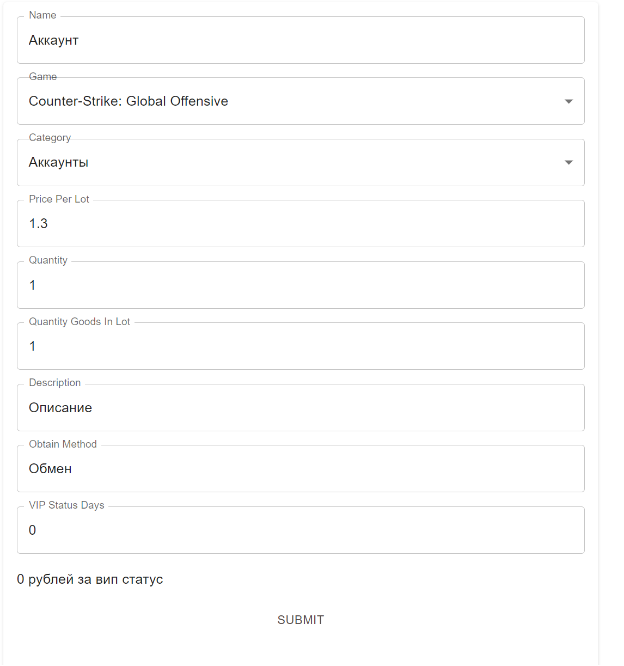 Name
Аккаунт
Game
Counter-Strike: Global Offensive
Category
Аккаунты
Price Per Lot
1.3
Quantity
1
Quantity Goods In Lot
1
Description
Описание
Obtain Method
Обмен
VIP Status Days
0
0 рублей за вип статус
SUBMIT